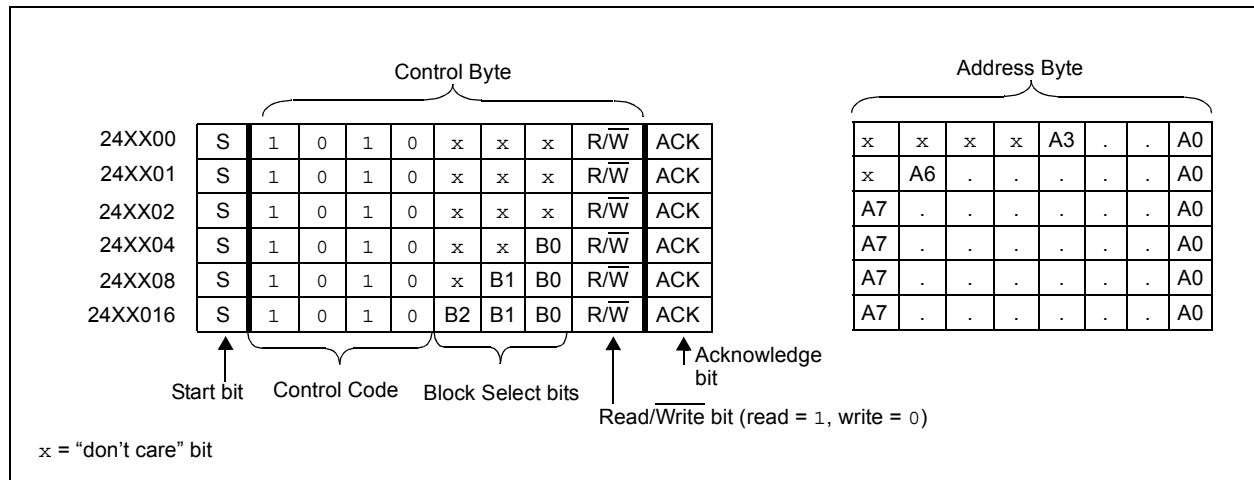 Control Byte
Address Byte
24XX00 S 1 0 1 0 x x x R/W̅ ACK x x x x A3 . . A0
24XX01 S 1 0 1 0 x x x R/W̅ ACK x A6 . . . . . A0
24XX02 S 1 0 1 0 x x x R/W̅ ACK A7 . . . . . . A0
24XX04 S 1 0 1 0 x x B0 R/W̅ ACK A7 . . . . . . A0
24XX08 S 1 0 1 0 x B1 B0 R/W̅ ACK A7 . . . . . . A0
24XX016 S 1 0 1 0 B2 B1 B0 R/W̅ ACK A7 . . . . . . A0
Start bit
Control Code
Block Select bits
Acknowledge
bit
Read/W̅r̅i̅t̅e̅ bit (read = 1, write = 0)
x = “don’t care” bit